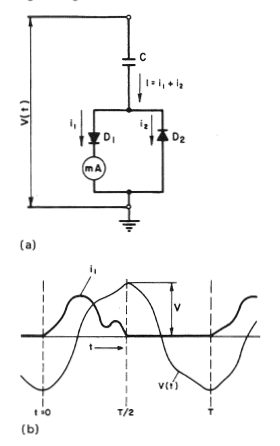 C
I = i₁ + i₂
V(t)
i₁
D₁
i₂
D₂
mA
(a)
i₁
V
t
V(t)
t=0
T/2
T
(b)